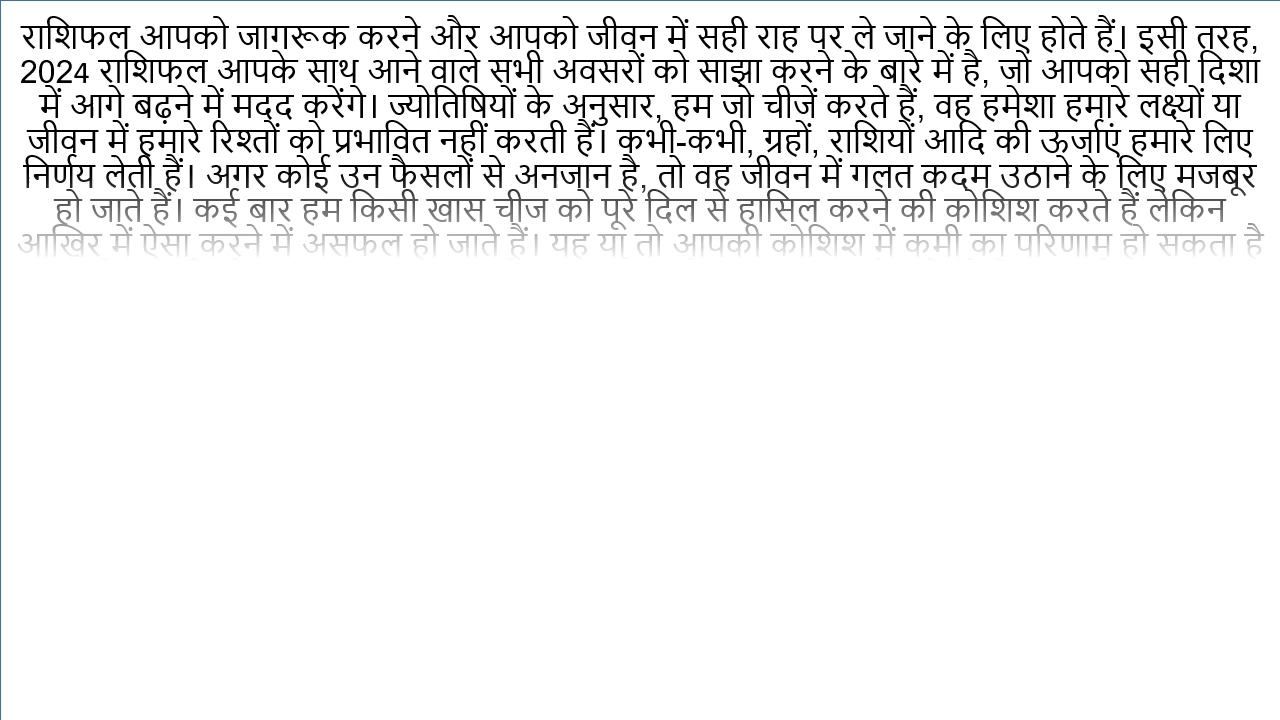 राशिफल आपको जागरूक करने और आपको जीवन में सही राह पर ले जाने के लिए होते हैं। इसी तरह,
2024 राशिफल आपके साथ आने वाले सभी अवसरों को साझा करने के बारे में है, जो आपको सही दिशा
में आगे बढ़ने में मदद करेंगे। ज्योतिषियों के अनुसार, हम जो चीजें करते हैं, वह हमेशा हमारे लक्ष्यों या
जीवन में हमारे रिश्तों को प्रभावित नहीं करती हैं। कभी-कभी, ग्रहों, राशियों आदि की ऊर्जाएं हमारे लिए
निर्णय लेती हैं। अगर कोई उन फैसलों से अनजान है, तो वह जीवन में गलत कदम उठाने के लिए मजबूर
हो जाते हैं। कई बार हम किसी खास चीज को पूरे दिल से हासिल करने की कोशिश करते हैं लेकिन
आखिर में ऐसा करने में असफल हो जाते हैं। यह या तो आपकी कोशिश में कमी का परिणाम हो सकता है